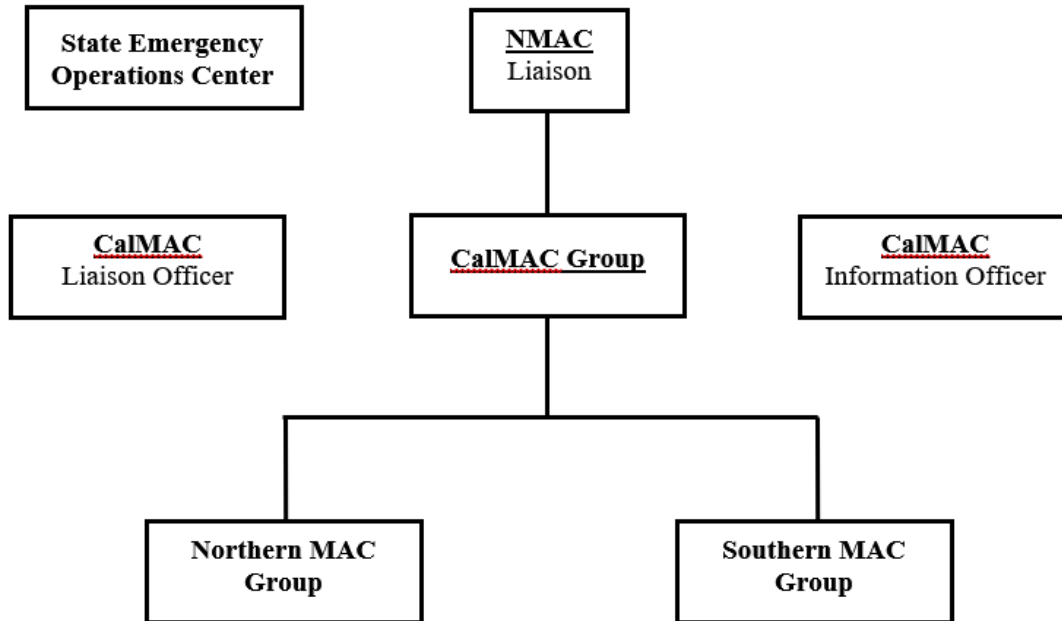 State Emergency
Operations Center
NMAC
Liaison
CalMAC
Liaison Officer
CalMAC Group
CalMAC
Information Officer
Northern MAC
Group
Southern MAC
Group